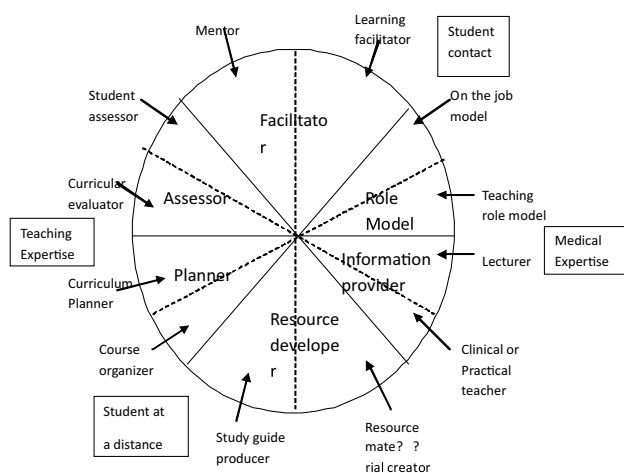 Mentor
Learning
facilitator
Student
contact
Student
assessor
On the job
model
Facilitato
r
Curricular
evaluator
Assessor
Role
Model
Teaching
role model
Teaching
Expertise
Medical
Expertise
Lecturer
Information
provider
Planner
Curriculum
Planner
Resource
develope
r
Course
organizer
Clinical or
Practical
teacher
Student at
a distance
Study guide
producer
Resource
mate? ?
rial creator